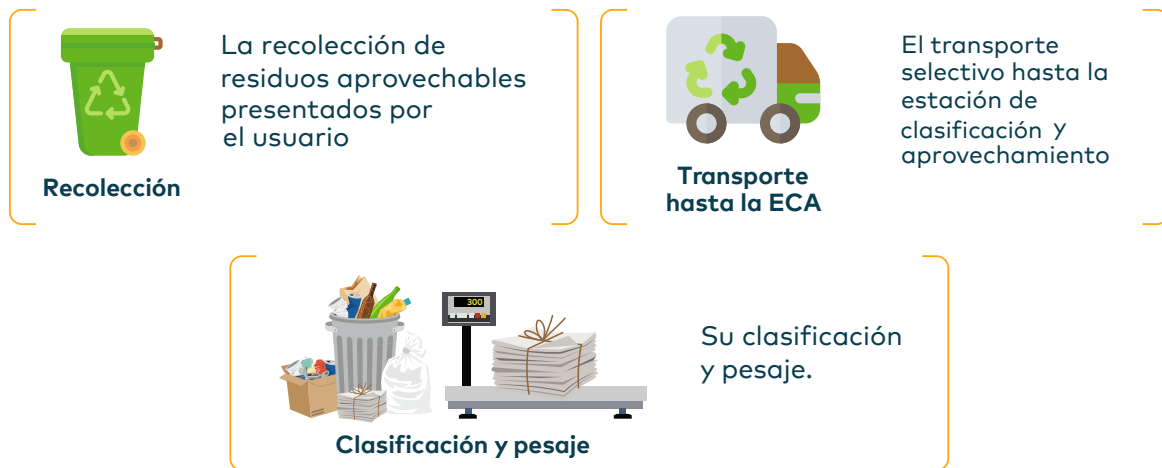 La recolección de
residuos aprovechables
presentados por
el usuario
Recolección
El transporte
selectivo hasta la
estación de
clasificación y
aprovechamiento
Transporte
hasta la ECA
300
Su clasificación
y pesaje.
Clasificación y pesaje